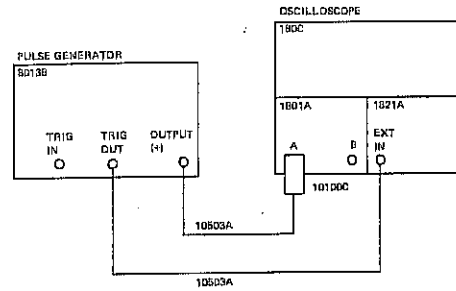 OSCILLOSCOPE
180C
PULSE GENERATOR
8013B
1801A
1821A
TRIG IN
TRIG OUT
OUTPUT (+)
A
B
EXT IN
10100C
10503A
10503A